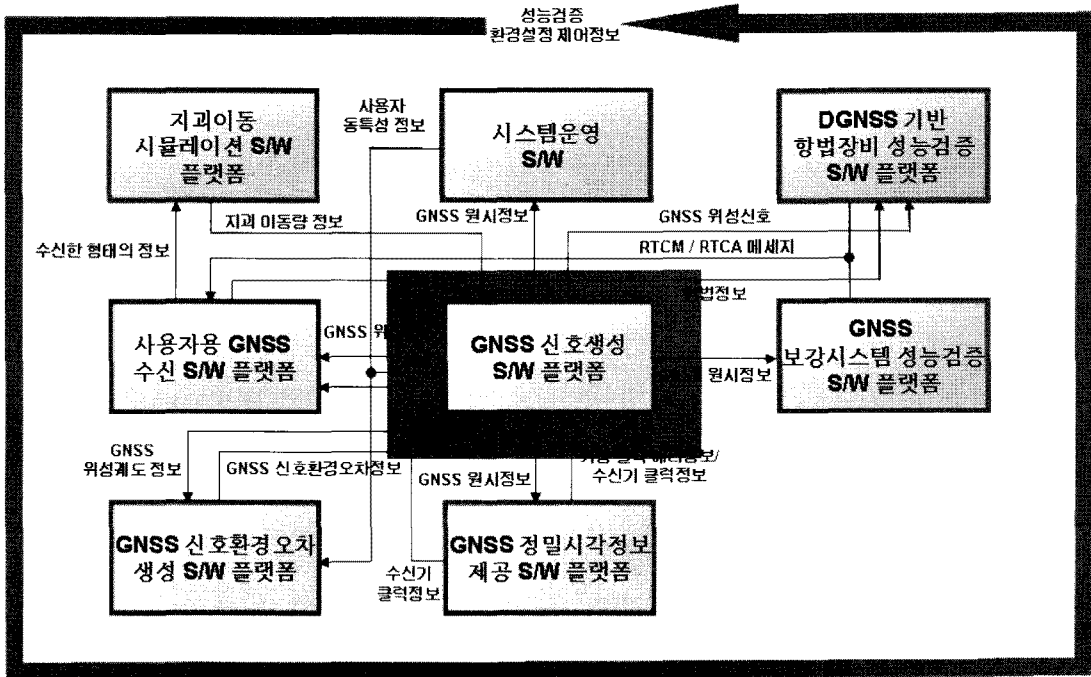 성능검증
환경설정 제어정보
지괴이동
시뮬레이션 S/W
플랫폼
사용자
동특성 정보
시스템운영
S/W
DGNSS 기반
항법장비 성능검증
S/W 플랫폼
수신한 형태의 정보
지괴 이동량 정보
GNSS 원시정보
GNSS 위성신호
RTCM / RTCA 메세지
사용자용 GNSS
수신 S/W 플랫폼
GNSS
GNSS 신호생성
S/W 플랫폼
원시정보
GNSS
보강시스템 성능검증
S/W 플랫폼
GNSS
위성궤도 정보
GNSS 신호환경오차정보
GNSS 원시정보
수신기 클럭정보
GNSS 신호환경오차
생성 S/W 플랫폼
수신기
클럭정보
GNSS 정밀시각정보
제공 S/W 플랫폼